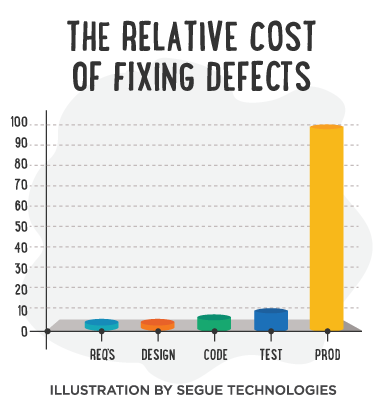 THE RELATIVE COST
OF FIXING DEFECTS
100
90
80
70
60
50
40
30
20
10
0
REQ'S DESIGN CODE TEST PROD
ILLUSTRATION BY SEGUE TECHNOLOGIES